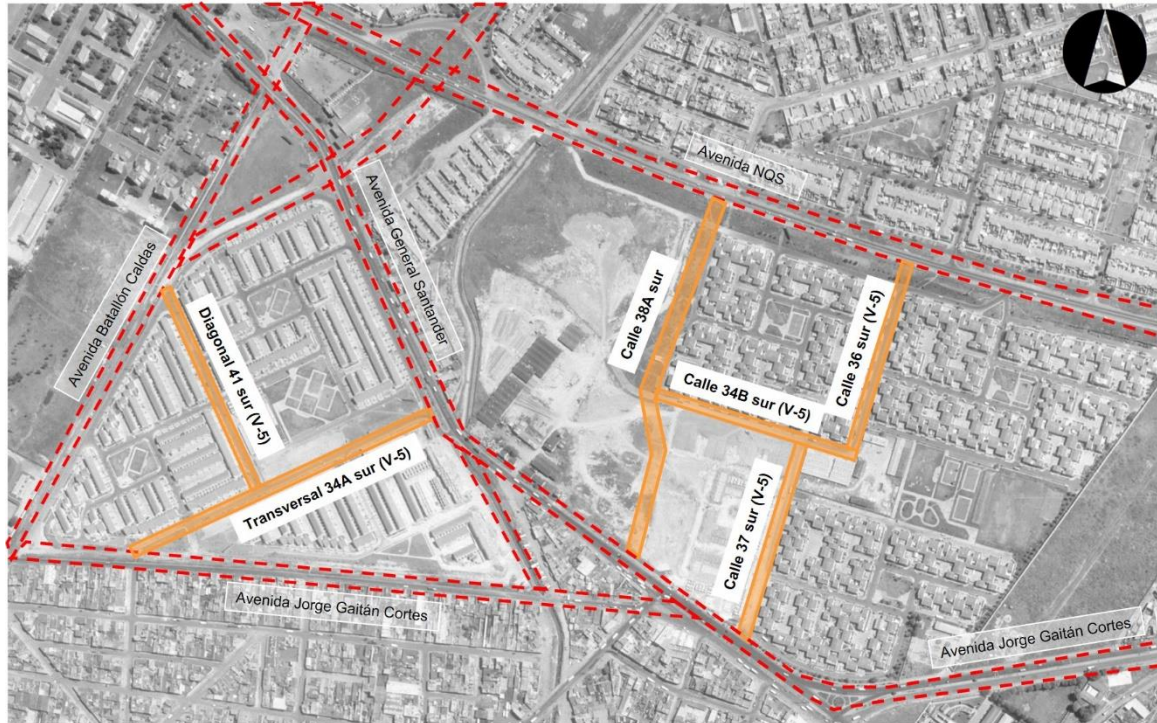 Avenida NQS
Avenida General Santander
Avenida Batallón Caldas
Diagonal 41 sur (V-5)
Transversal 34A sur (V-5)
Calle 38A sur
Calle 34B sur (V-5)
Calle 36 sur (V-5)
Calle 37 sur (V-5)
Avenida Jorge Gaitán Cortes
Avenida Jorge Gaitán Cortes